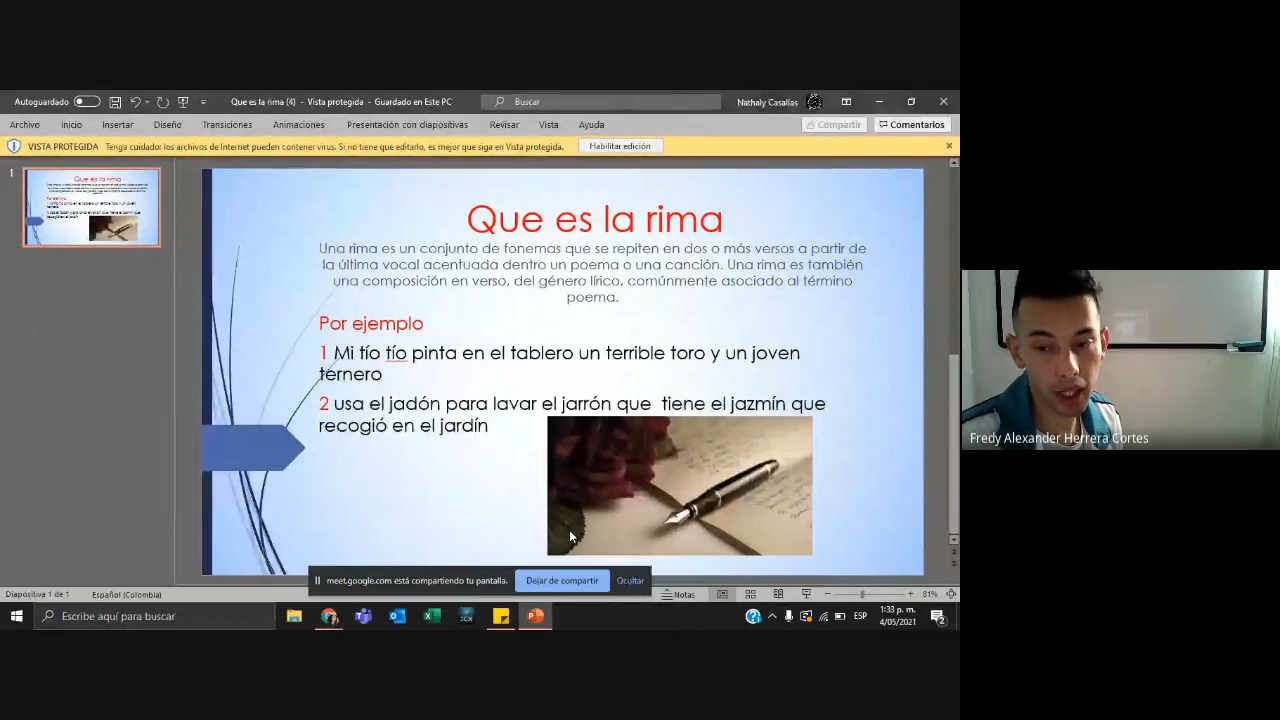 Autoguardado
Que es la rima (4) - Vista protegida - Guardado en Este PC
Buscar
Nathaly Casallas
Archivo Inicio Insertar Diseño Transiciones Animaciones Presentación con diapositivas Revisar Vista Ayuda
Compartir Comentarios
VISTA PROTEGIDA Tenga cuidado: los archivos de Internet pueden contener virus. Si no tiene que editarlo, es mejor que siga en Vista protegida.
Habilitar edición
1
Que es la rima
Una rima es un conjunto de fonemas que se repiten en dos o más versos a partir de
la última vocal acentuada dentro un poema o una canción. Una rima es también
una composición en verso, del género lírico, comúnmente asociado al término
poema.
Por ejemplo
1 Mi tío tío pinta en el tablero un terrible toro y un joven
ternero
2 usa el jadón para lavar el jarrón que tiene el jazmín que
recogió en el jardín
Fredy Alexander Herrera Cortes
meet.google.com está compartiendo tu pantalla.
Dejar de compartir
Ocultar
Diapositiva 1 de 1
Español (Colombia)
Notas
81%
Escribe aquí para buscar
ESP
1:33 p. m.
4/05/2021
2